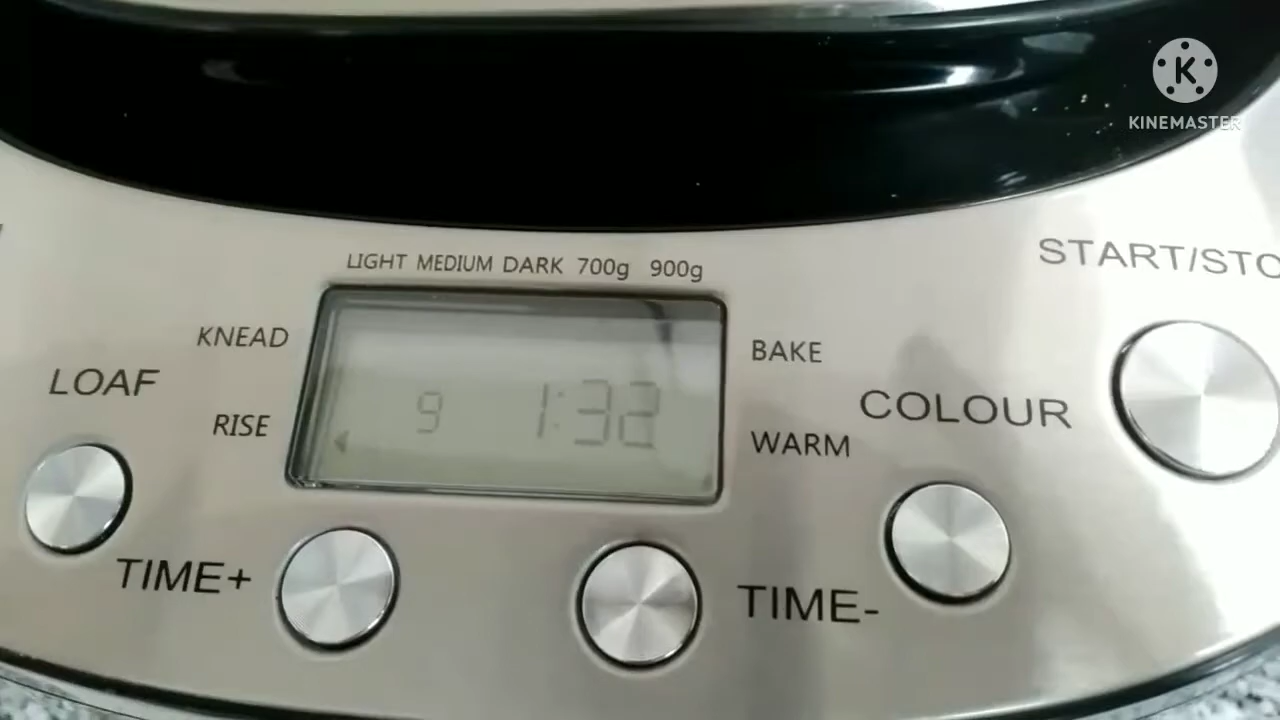 K
KINEMASTER
START/STO
LIGHT MEDIUM DARK 700g 900g
KNEAD
BAKE
LOAF
COLOUR
RISE
9 1:32
WARM
TIME+
TIME-